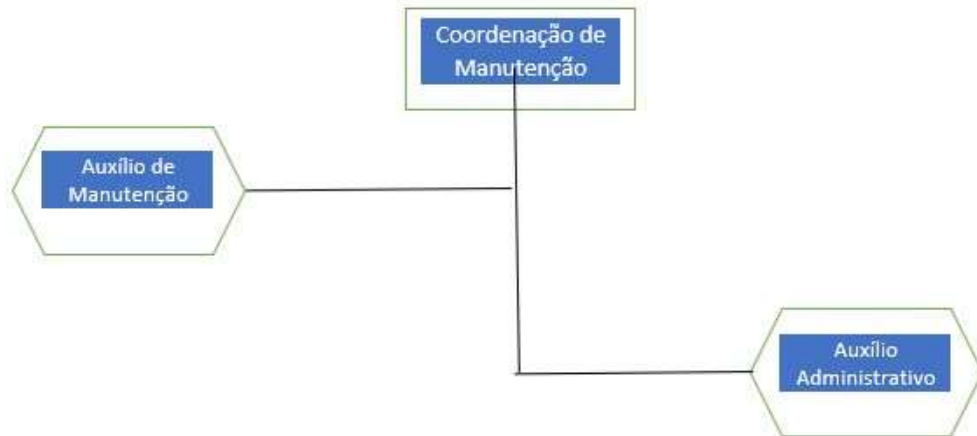 Coordenação de
Manutenção
Auxílio de
Manutenção
Auxílio
Administrativo